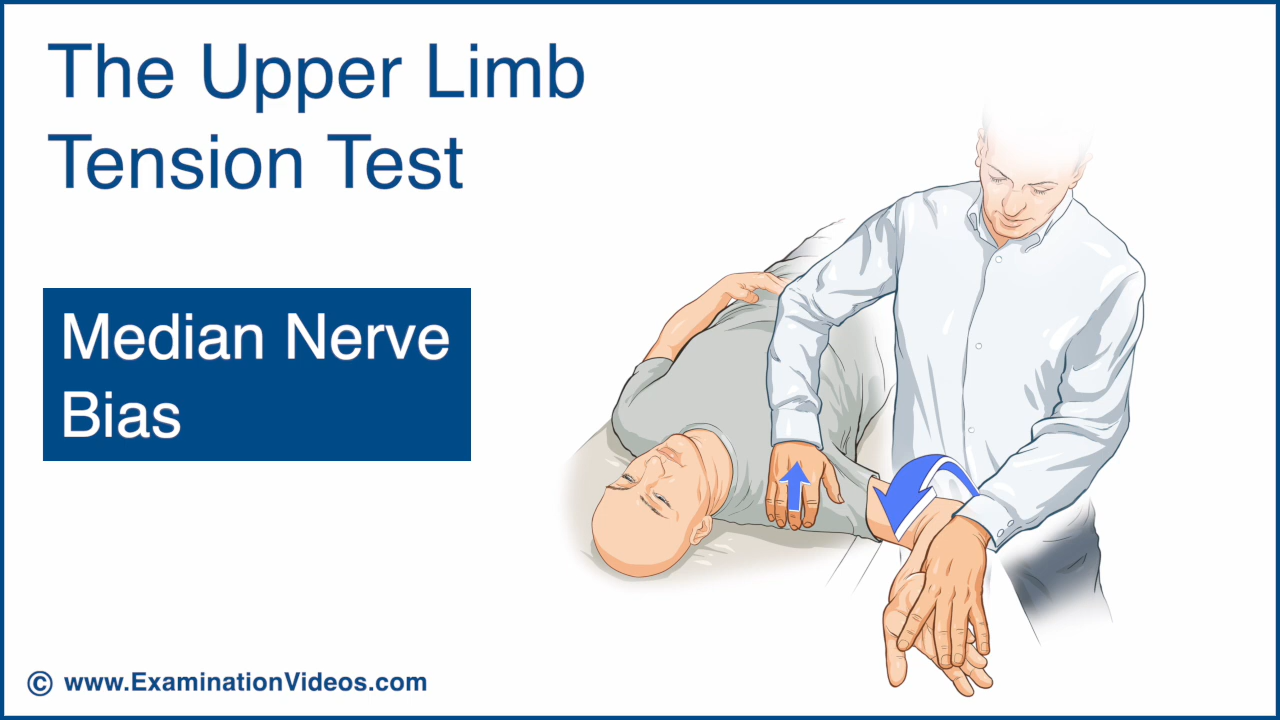 The Upper Limb
Tension Test
Median Nerve
Bias
© www.ExaminationVideos.com